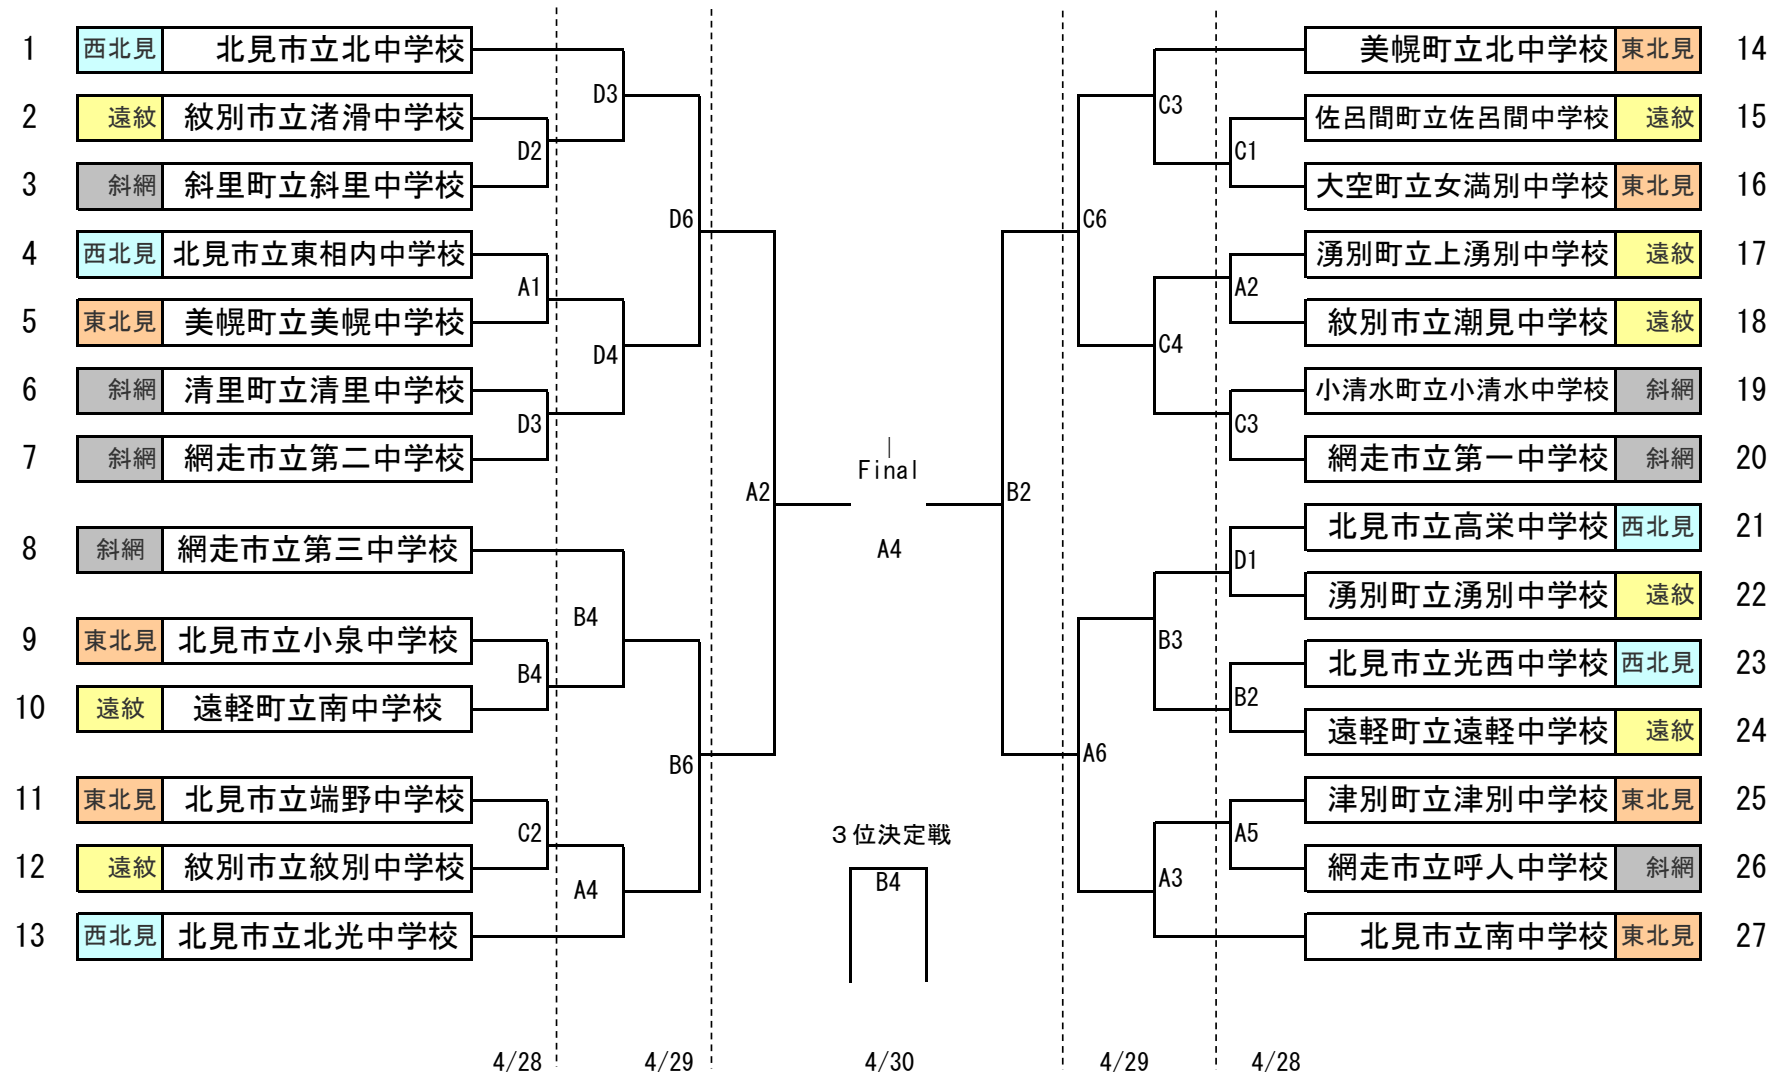 1 西北見 北見市立北中学校
2 遠紋 紋別市立渚滑中学校
3 斜網 斜里町立斜里中学校
4 西北見 北見市立東相内中学校
5 東北見 美幌町立美幌中学校
6 斜網 清里町立清里中学校
7 斜網 網走市立第二中学校
8 斜網 網走市立第三中学校
9 東北見 北見市立小泉中学校
10 遠紋 遠軽町立南中学校
11 東北見 北見市立端野中学校
12 遠紋 紋別市立紋別中学校
13 西北見 北見市立北光中学校
D2
A1
D3
B4
C2
D3
D4
B4
A4
D6
B6
A2
Final
A4
3位決定戦
B4
B2
C6
A6
C3
C4
B3
A3
C1
A2
C3
D1
B2
A5
美幌町立北中学校 東北見 14
佐呂間町立佐呂間中学校 遠紋 15
大空町立女満別中学校 東北見 16
湧別町立上湧別中学校 遠紋 17
紋別市立潮見中学校 遠紋 18
小清水町立小清水中学校 斜網 19
網走市立第一中学校 斜網 20
北見市立高栄中学校 西北見 21
湧別町立湧別中学校 遠紋 22
北見市立光西中学校 西北見 23
遠軽町立遠軽中学校 遠紋 24
津別町立津別中学校 東北見 25
網走市立呼人中学校 斜網 26
北見市立南中学校 東北見 27
4/28 4/29 4/30 4/29 4/28